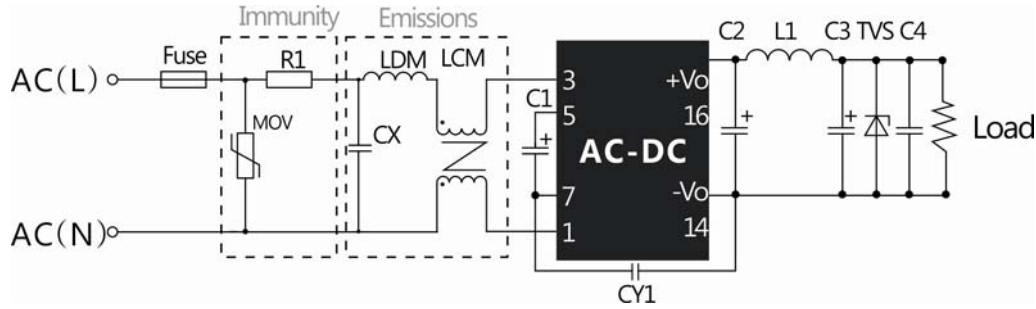 Immunity
Emissions
Fuse
R1
LDM
LCM
C2
L1
C3
TVS
C4
AC(L)
3
+Vo
C1
5
16
MOV
CX
+
AC-DC
+
+
Load
7
-Vo
AC(N)
1
14
CY1